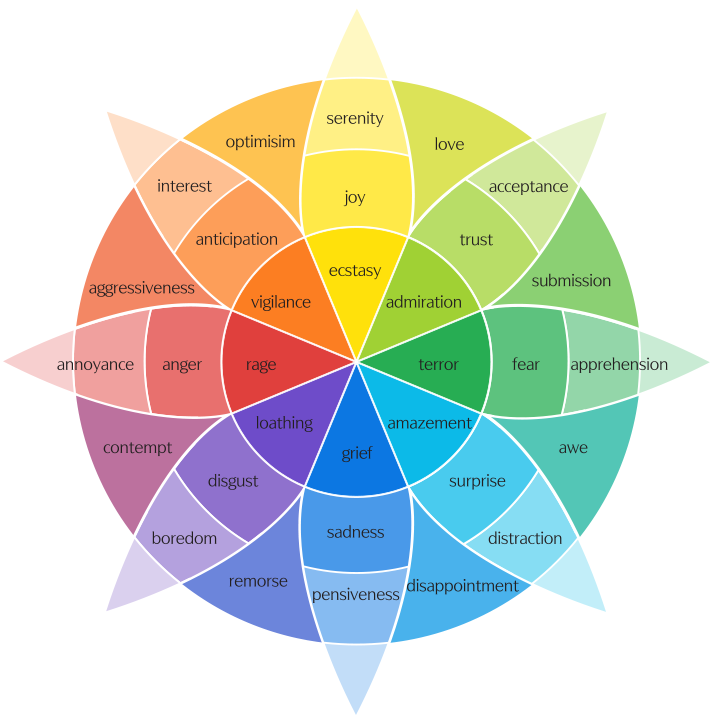 serenity
optimisim
love
interest
acceptance
joy
anticipation
trust
ecstasy
submission
aggressiveness
vigilance
admiration
annoyance
anger
rage
terror
fear
apprehension
loathing
amazement
contempt
grief
awe
disgust
surprise
sadness
boredom
distraction
remorse
disappointment
pensiveness